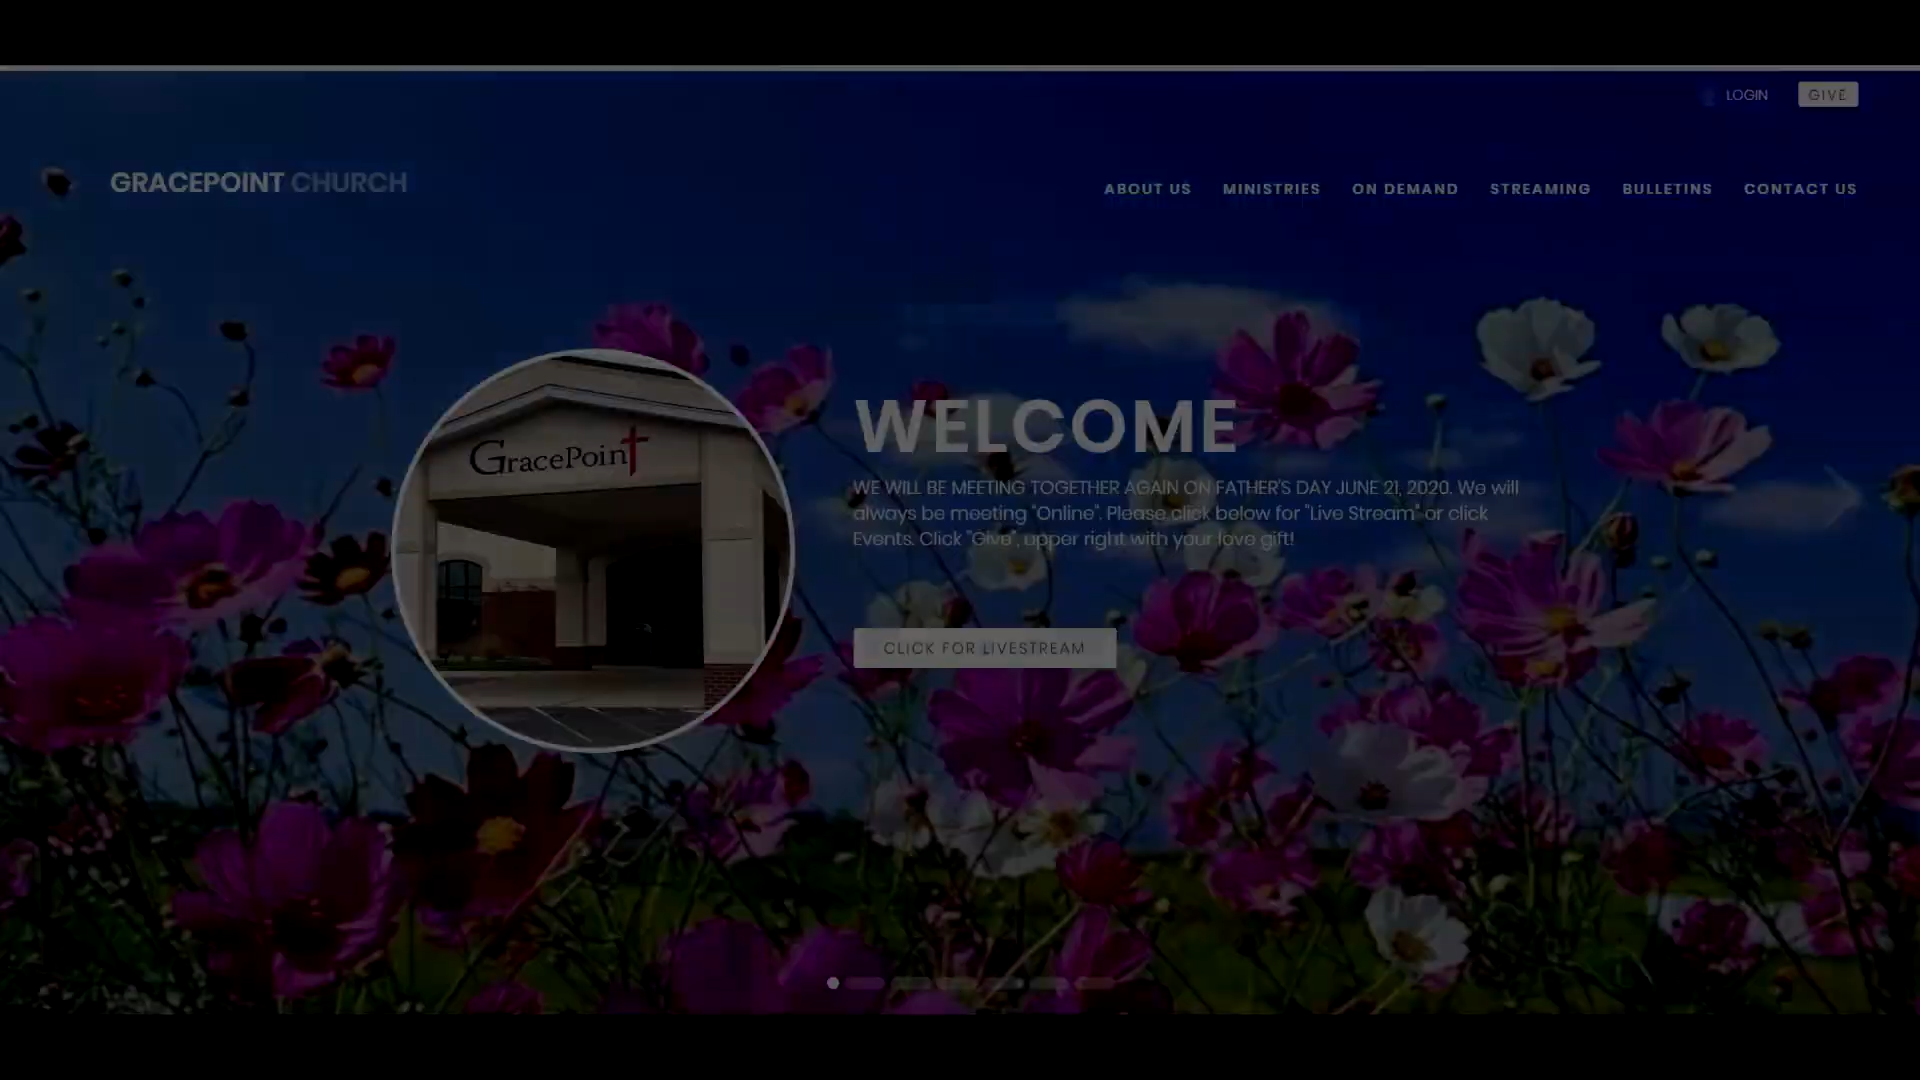 LOGIN
GIVE
GRACEPOINT CHURCH
ABOUT US
MINISTRIES
ON DEMAND
STREAMING
BULLETINS
CONTACT US
GracePoint
WELCOME
WE WILL BE MEETING TOGETHER AGAIN ON FATHER'S DAY JUNE 21, 2020. We will
always be meeting "Online". Please click below for "Live Stream" or click
Events. Click "Give", upper right with your love gift!
CLICK FOR LIVESTREAM